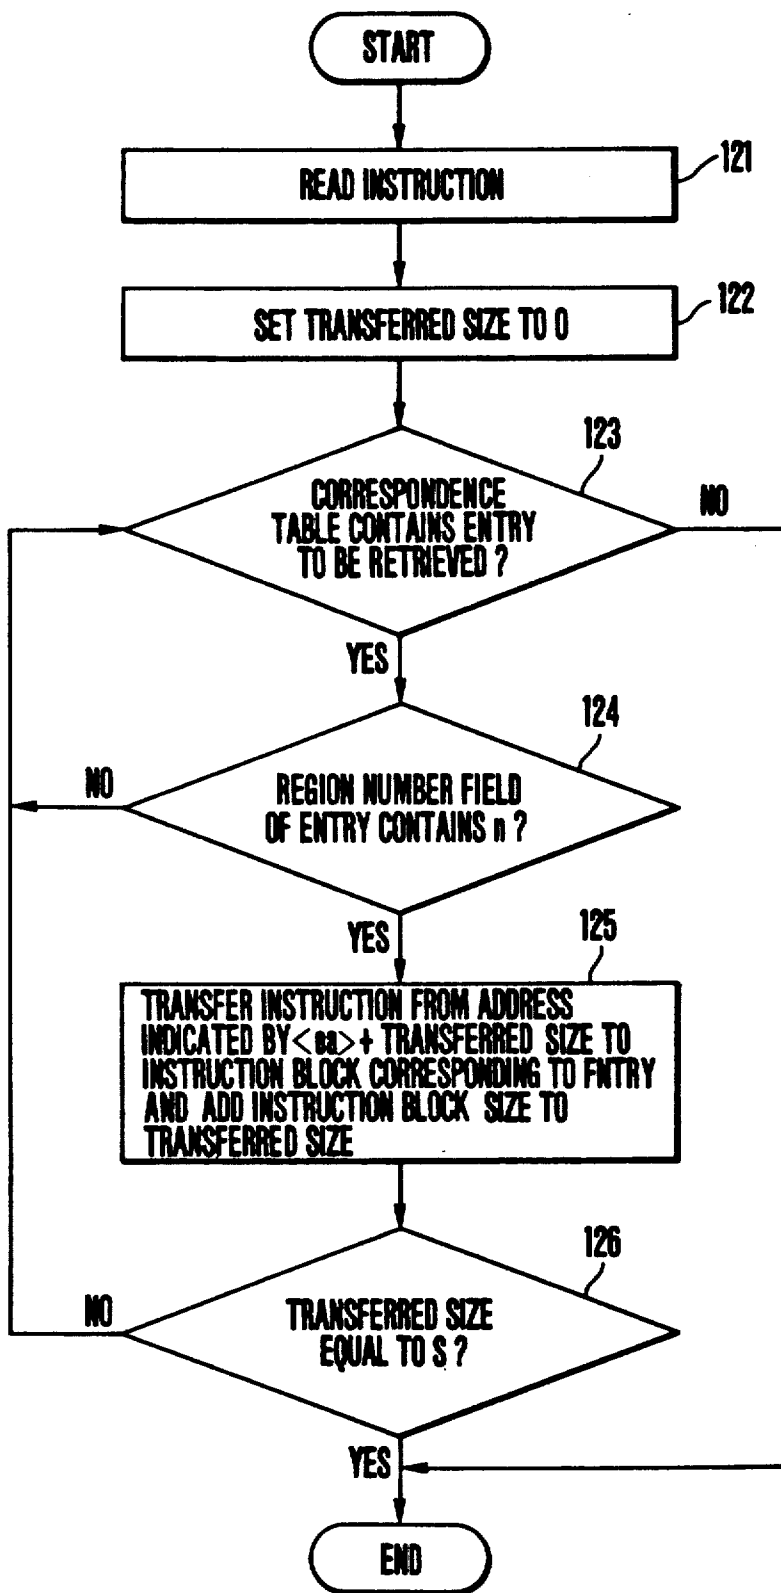 START
READ INSTRUCTION
121
SET TRANSFERRED SIZE TO 0
122
123
CORRESPONDENCE
TABLE CONTAINS ENTRY
TO BE RETRIEVED ?
NO
YES
124
REGION NUMBER FIELD
OF ENTRY CONTAINS n ?
NO
YES
125
TRANSFER INSTRUCTION FROM ADDRESS
INDICATED BY <sa> + TRANSFERRED SIZE TO
INSTRUCTION BLOCK CORRESPONDING TO ENTRY
AND ADD INSTRUCTION BLOCK SIZE TO
TRANSFERRED SIZE
126
TRANSFERRED SIZE
EQUAL TO S ?
NO
YES
END